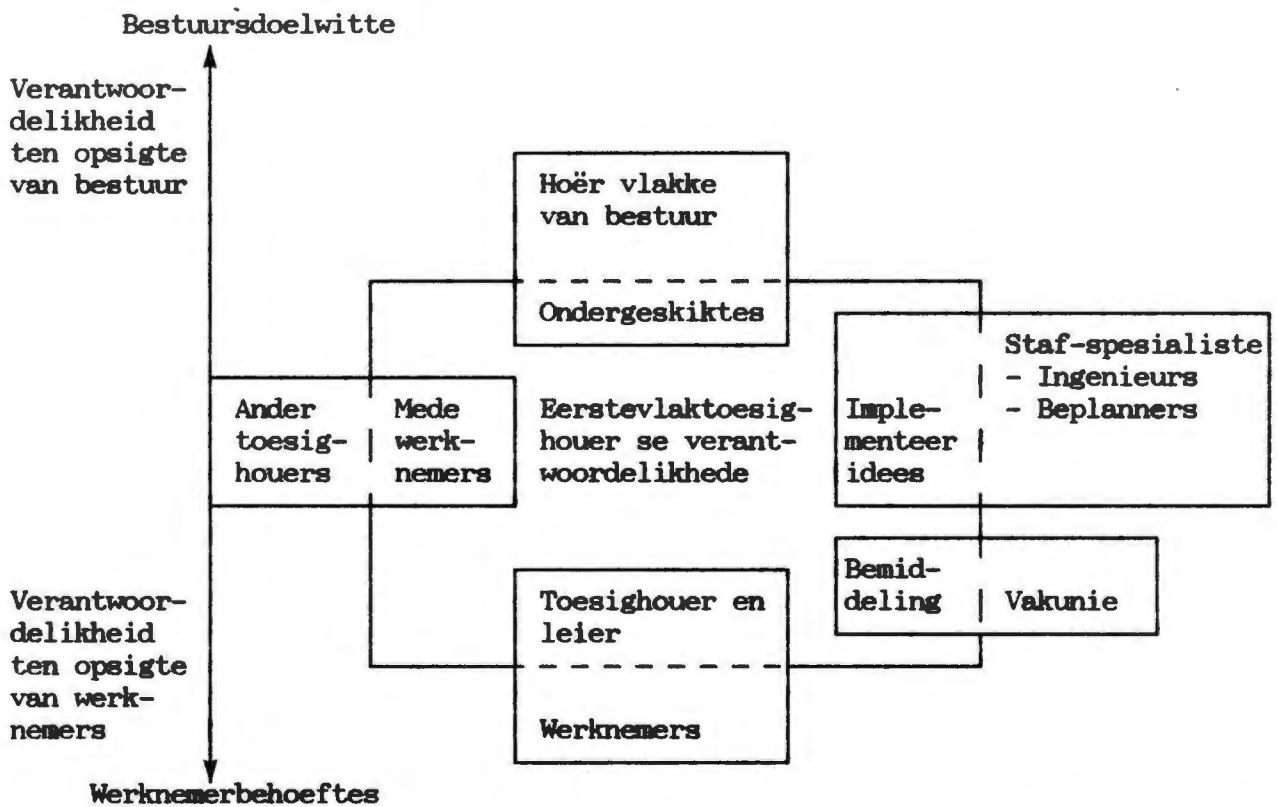 Bestuursdoelwitte
Verantwoor-
delikheid
ten opsigte
van bestuur
Hoër vlakke
van bestuur
Ondergeskiktes
Ander
toesig-
houers
Mede
werk-
nemers
Eerstevlaktoesig-
houer se verant-
woordelikhede
Imple-
menteer
idees
Staf-spesialiste
- Ingenieurs
- Beplanners
Bemid-
deling
Vakunie
Toesighouer en
leier
Werknemers
Verantwoor-
delikheid
ten opsigte
van werk-
nemers
Werknemerbehoeftes